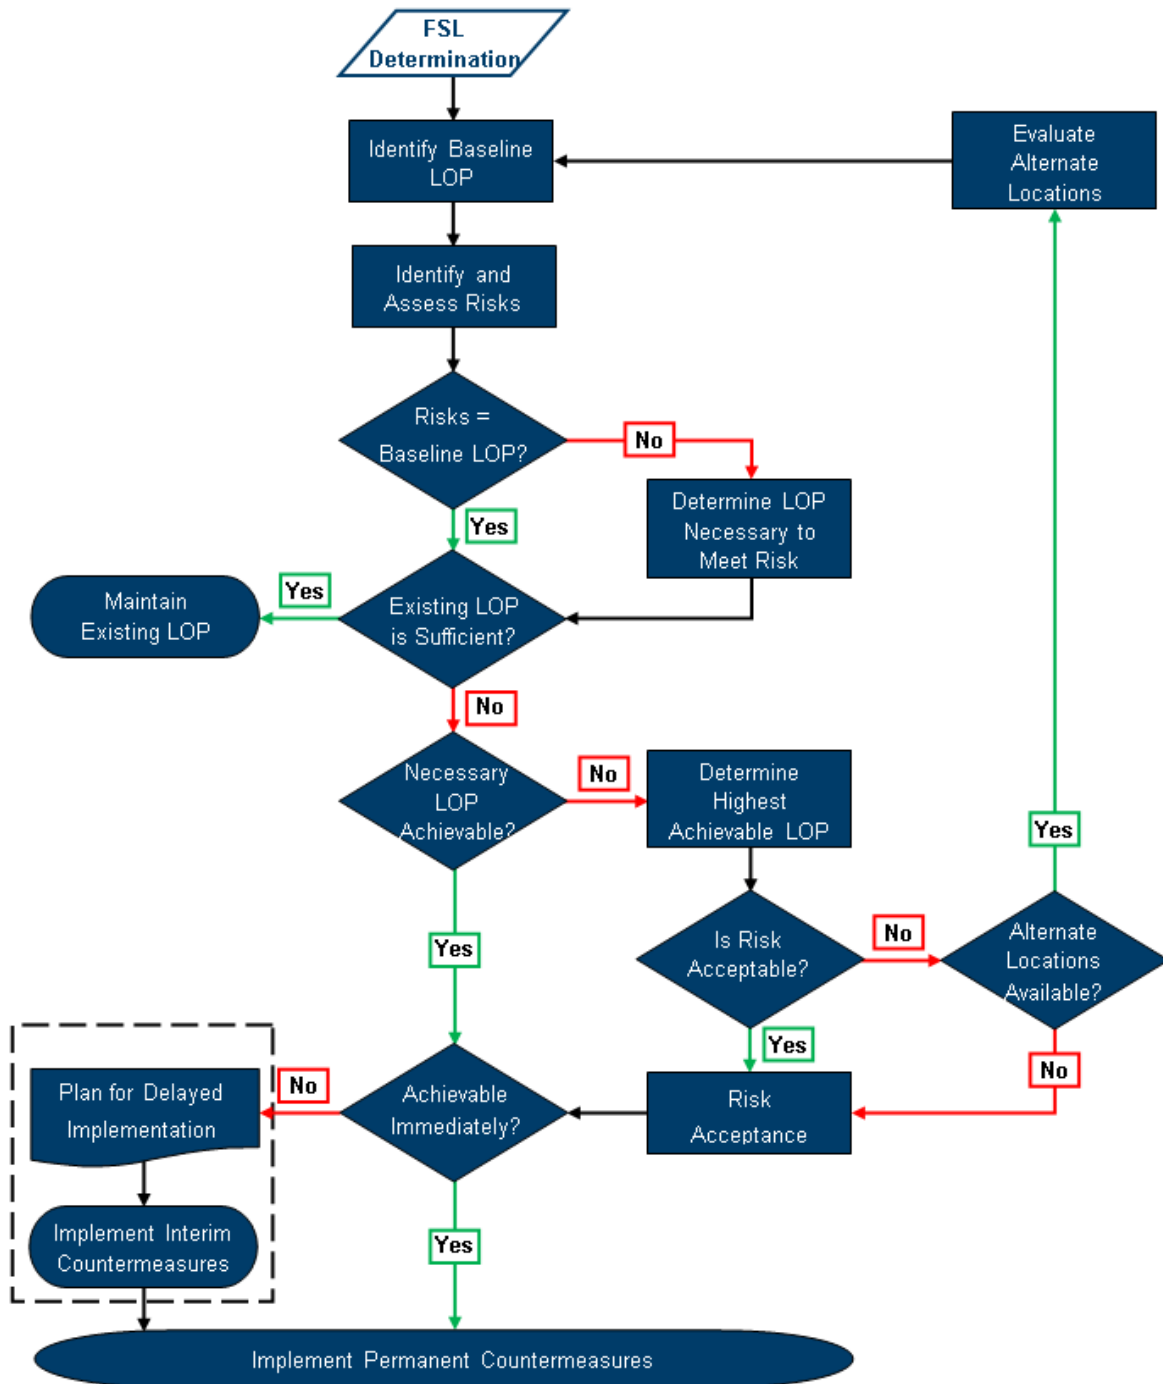 FSL
Determination
Identify Baseline
LOP
Evaluate
Alternate
Locations
Identify and
Assess Risks
Risks =
Baseline LOP?
No
Determine LOP
Necessary to
Meet Risk
Yes
Maintain
Existing LOP
Yes
Existing LOP
is Sufficient?
No
Necessary
LOP
Achievable?
No
Determine
Highest
Achievable LOP
Yes
Yes
Is Risk
Acceptable?
No
Alternate
Locations
Available?
Yes
No
Plan for Delayed
Implementation
No
Achievable
Immediately?
Risk
Acceptance
Implement Interim
Countermeasures
Yes
Implement Permanent Countermeasures